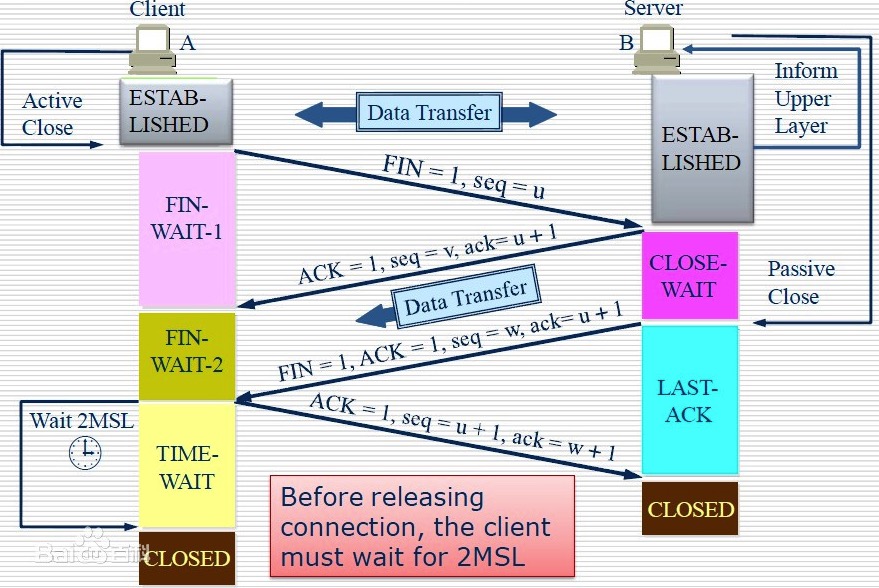 Client
Server
A
B
Active
Close
ESTAB-
LISHED
Data Transfer
ESTAB-
LISHED
Inform
Upper
Layer
FIN = 1, seq = u
FIN-
WAIT-1
ACK = 1, seq = v, ack= u + 1
CLOSE-
WAIT
Passive
Close
Data Transfer
FIN-
WAIT-2
FIN = 1, ACK = 1, seq = w, ack= u + 1
LAST-
ACK
ACK = 1, seq = u + 1, ack = w + 1
Wait 2MSL
TIME-
WAIT
Before releasing
connection, the client
must wait for 2MSL
CLOSED
CLOSED
Bai百科